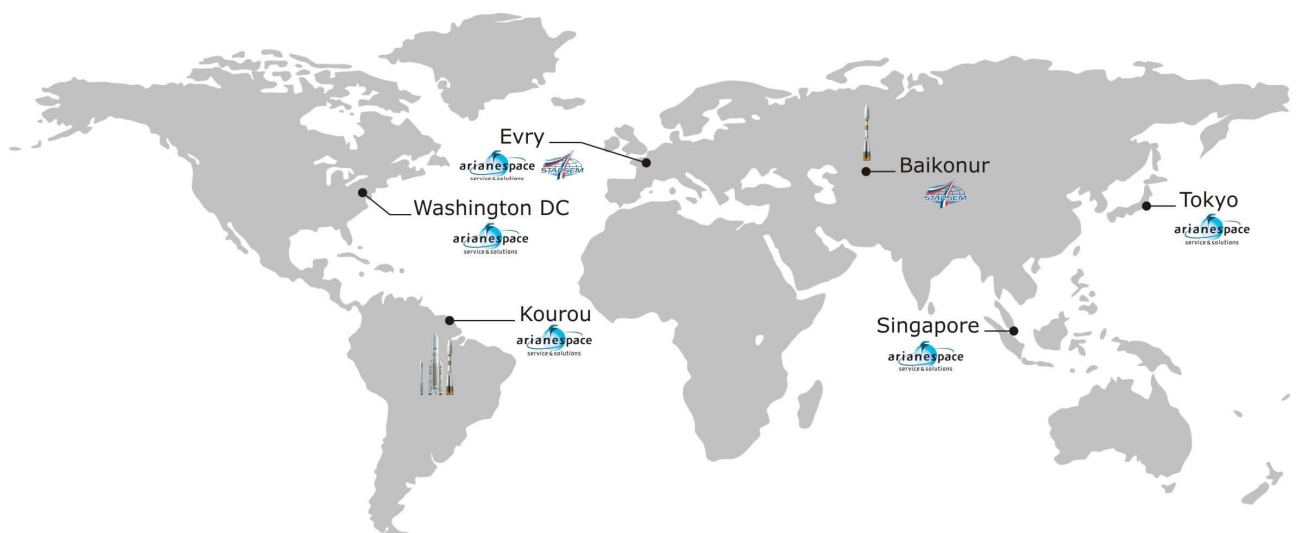 Evry
arianespace
service & solutions
STARSEM
Baikonur
STARSEM
Washington DC
arianespace
service & solutions
Tokyo
arianespace
service & solutions
Kourou
arianespace
service & solutions
Singapore
arianespace
service & solutions